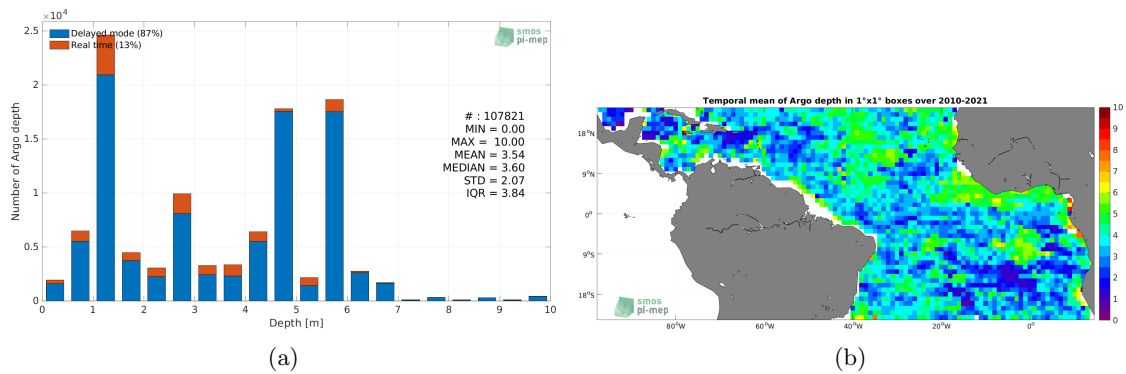 ×10⁴
2.5
2
1.5
1
0.5
0
0 1 2 3 4 5 6 7 8 9 10
Number of Argo depth
Depth [m]
Delayed mode (87%)
Real time (13%)
smos
pi-mep
# : 107821
MIN = 0.00
MAX = 10.00
MEAN = 3.54
MEDIAN = 3.60
STD = 2.07
IQR = 3.84
(a)
Temporal mean of Argo depth in 1°x1° boxes over 2010-2021
18°N
9°N
0°
9°S
18°S
80°W 60°W 40°W 20°W 0°
smos
pi-mep
10
9
8
7
6
5
4
3
2
1
0
(b)